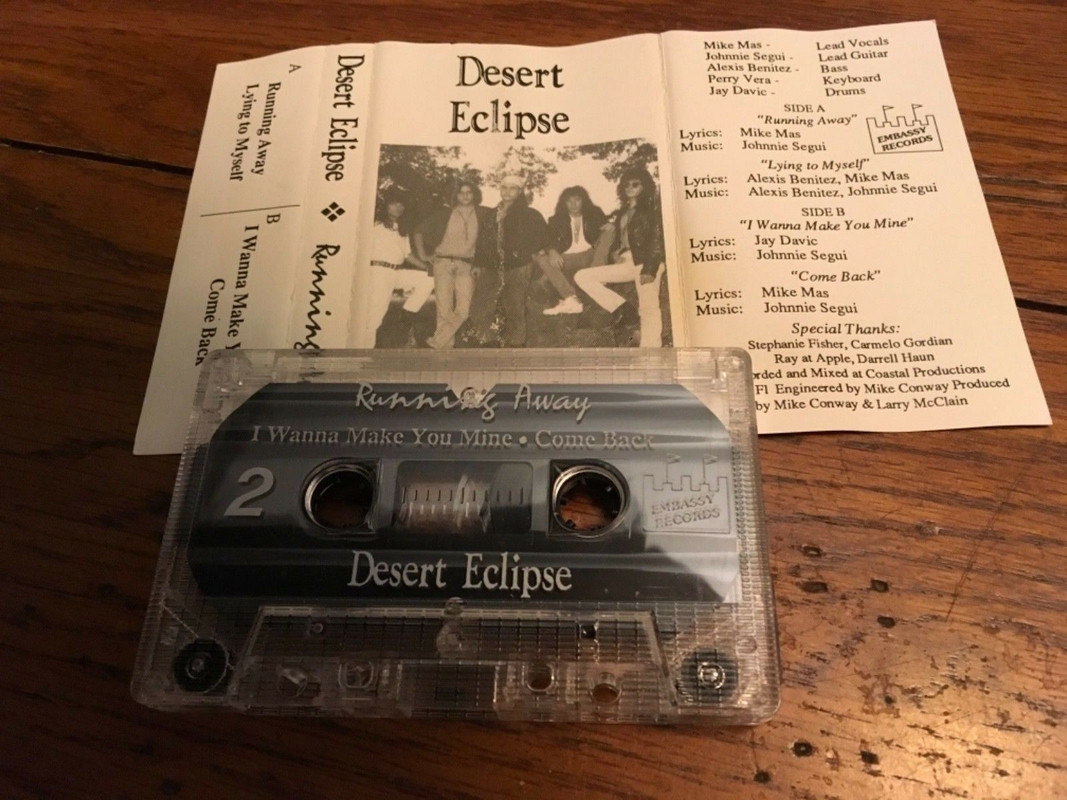 A
Running Away
Lying to Myself
B
I Wanna Make
Come Back
Desert Eclipse ❖ Running
Desert
Eclipse
Mike Mas - Lead Vocals
Johnnie Segui - Lead Guitar
Alexis Benitez - Bass
Perry Vera - Keyboard
Jay Davic - Drums
SIDE A
"Running Away"
Lyrics: Mike Mas
Music: Johnnie Segui
EMBASSY
RECORDS
"Lying to Myself"
Lyrics: Alexis Benitez, Mike Mas
Music: Alexis Benitez, Johnnie Segui
SIDE B
"I Wanna Make You Mine"
Lyrics: Jay Davic
Music: Johnnie Segui
"Come Back"
Lyrics: Mike Mas
Music: Johnnie Segui
Special Thanks:
Stephanie Fisher, Carmelo Gordian
Ray at Apple, Darrell Haun
orded and Mixed at Coastal Productions
Fl Engineered by Mike Conway Produced
by Mike Conway & Larry McClain
Running Away
I Wanna Make You Mine • Come Back
2
EMBASSY
RECORDS
Desert Eclipse